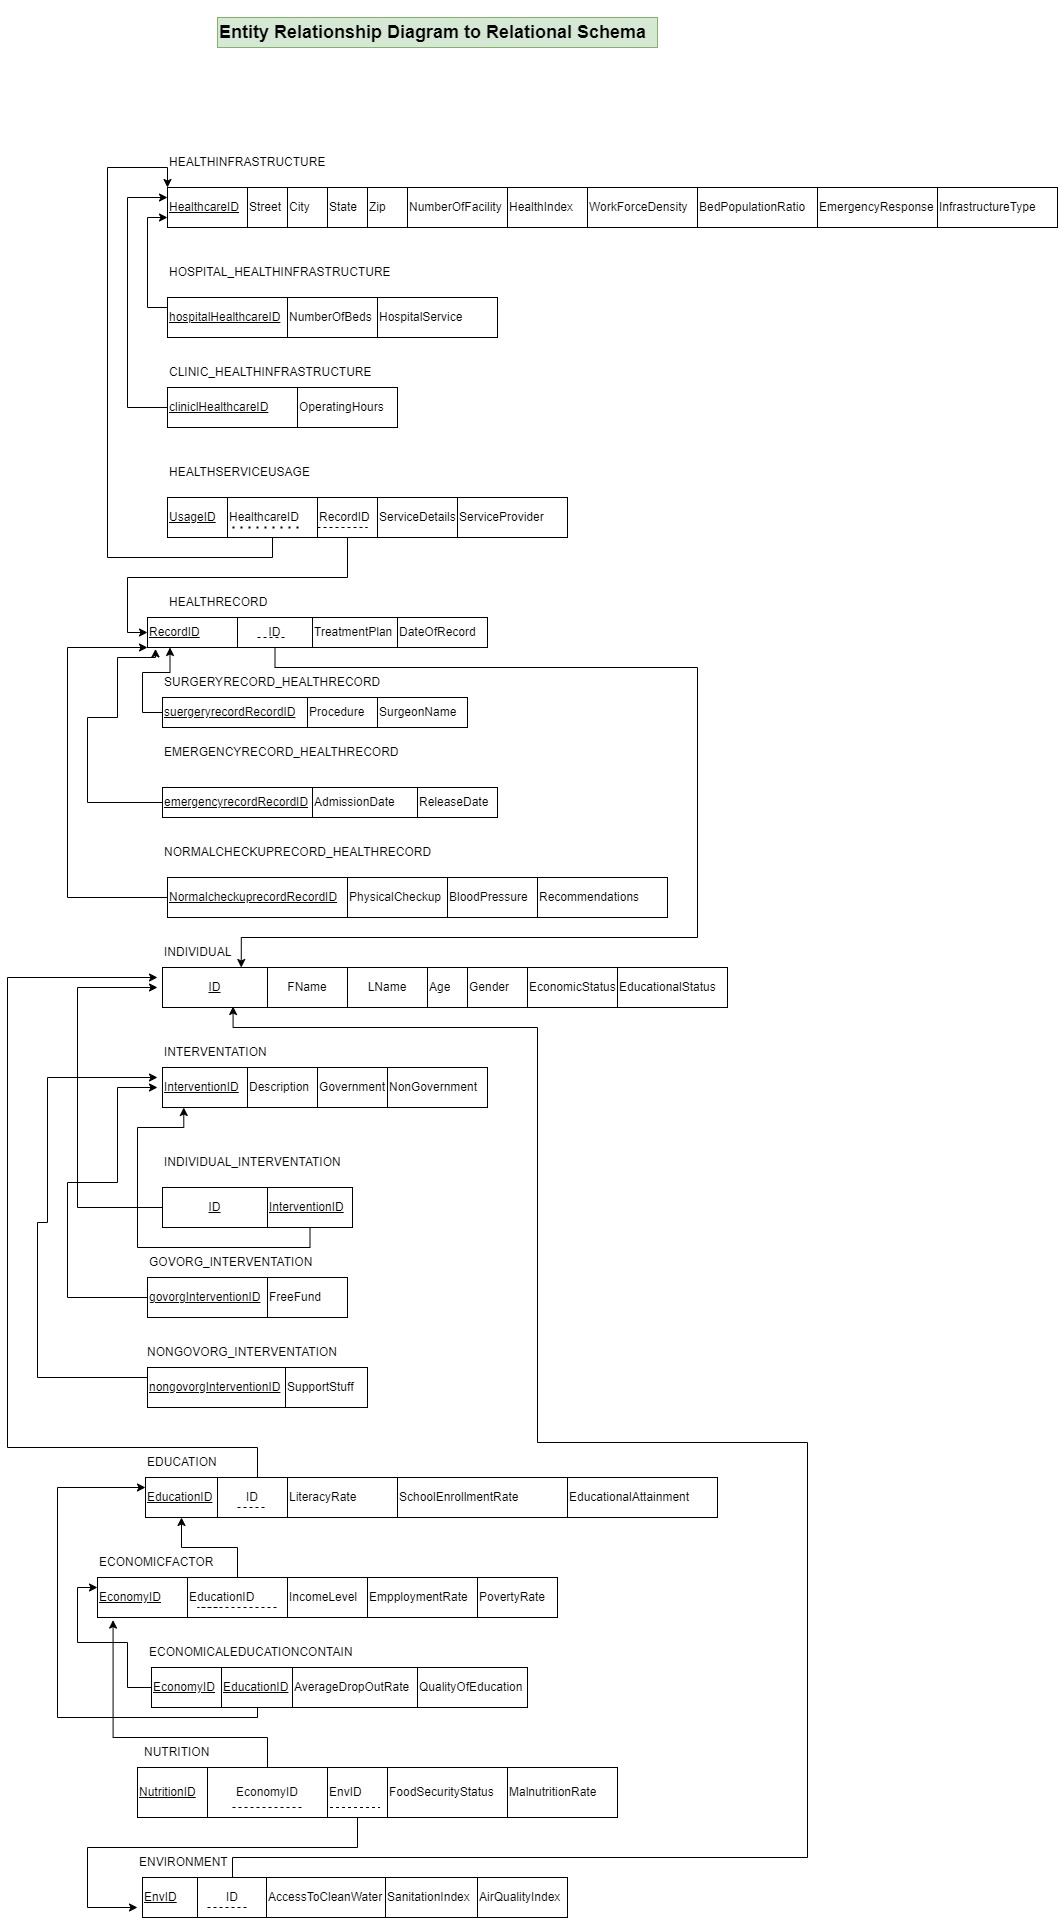 Entity Relationship Diagram to Relational Schema
HEALTHINFRASTRUCTURE
HealthcareID Street City State Zip NumberOfFacility HealthIndex WorkForceDensity BedPopulationRatio EmergencyResponse InfrastructureType
HOSPITAL_HEALTHINFRASTRUCTURE
hospitalHealthcareID NumberOfBeds HospitalService
CLINIC_HEALTHINFRASTRUCTURE
cliniclHealthcareID OperatingHours
HEALTHSERVICEUSAGE
UsageID HealthcareID RecordID ServiceDetails ServiceProvider
HEALTHRECORD
RecordID ID TreatmentPlan DateOfRecord
SURGERYRECORD_HEALTHRECORD
suergeryrecordRecordID Procedure SurgeonName
EMERGENCYRECORD_HEALTHRECORD
emergencyrecordRecordID AdmissionDate ReleaseDate
NORMALCHECKUPRECORD_HEALTHRECORD
NormalcheckuprecordRecordID PhysicalCheckup BloodPressure Recommendations
INDIVIDUAL
ID FName LName Age Gender EconomicStatus EducationalStatus
INTERVENTATION
InterventionID Description Government NonGovernment
INDIVIDUAL_INTERVENTATION
ID InterventionID
GOVORG_INTERVENTATION
govorgInterventionID FreeFund
NONGOVORG_INTERVENTATION
nongovorgInterventionID SupportStuff
EDUCATION
EducationID ID LiteracyRate SchoolEnrollmentRate EducationalAttainment
ECONOMICFACTOR
EconomyID EducationID IncomeLevel EmpploymentRate PovertyRate
ECONOMICALEDUCATIONCONTAIN
EconomyID EducationID AverageDropOutRate QualityOfEducation
NUTRITION
NutritionID EconomyID EnvID FoodSecurityStatus MalnutritionRate
ENVIRONMENT
EnvID ID AccessToCleanWater SanitationIndex AirQualityIndex